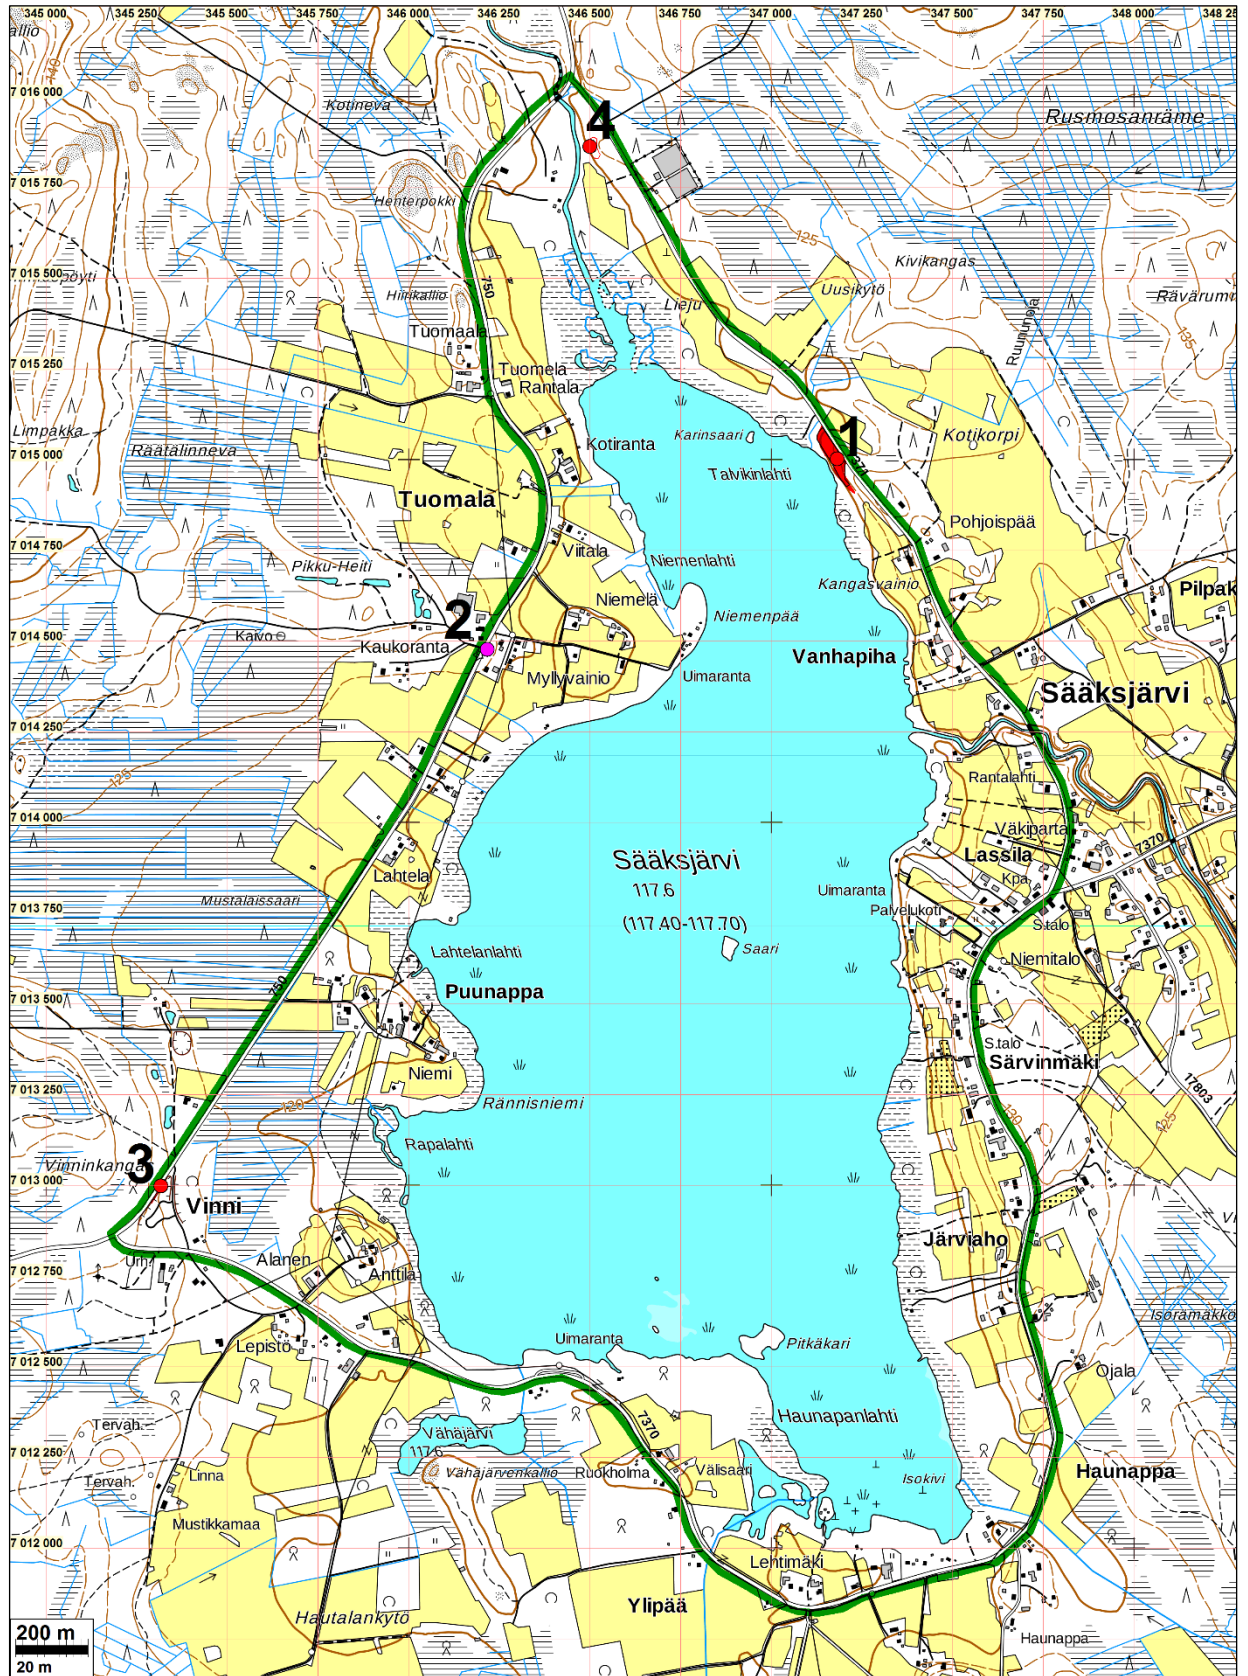 345 000 345 250 345 500 345 750 346 000 346 250 346 500 346 750 347 000 347 250 347 500 347 750 348 000
7 016 000
Kotineva
4
Rusmosanräme
7 015 750
Henterpokki
125
Kivikangas
7 015 500
750
Hiirikallio
Lieju
Uusikytö
Tuomaala
135
7 015 250
Tuomela
Rantala
Limpakka
Räätälinneva
Kotiranta
Karinsaari
1
Kotikorpi
7 015 000
Talvikinlahti
Tuomala
Pohjoispää
7 014 750
Viitala
Pikku-Heiti
Niemenlahti
Kangasvainio
Niemelä
Niemenpää
2
7 014 500
Kaivo
Kaukoranta
Vanhapiha
Myllyvainio
Uimaranta
Sääksjärvi
7 014 250
125
Rantalahti
7 014 000
Väkiparta
7370
Sääksjärvi
Lassila
Lahtela
117.6
Uimaranta
Kpa
Mustalaissaari
7 013 750
(117.40-117.70)
Palvelukoti
S.talo
Lahtelanlahti
Saari
Niemitalo
750
Puunappa
7 013 500
S.talo
Särvinmäki
Niemi
17803
7 013 250
120
Rännisniemi
130
125
Rapalahti
3
7 013 000
Vinni
Järviaho
Alanen
Urh.
Anttila
7 012 750
Isorämäkkö
Uimaranta
Pitkäkari
Lepistö
7 012 500
Ojala
Haunapanlahti
Tervah.
Vähäjärvi
7370
117.6
7 012 250
Linna
Vähäjärvenkallio
Ruokholma
Välisaari
Isokivi
Haunappa
Tervah.
Mustikkamaa
7 012 000
Lehtimäki
Ylipää
Hautalankytö
200 m
Haunappa
20 m